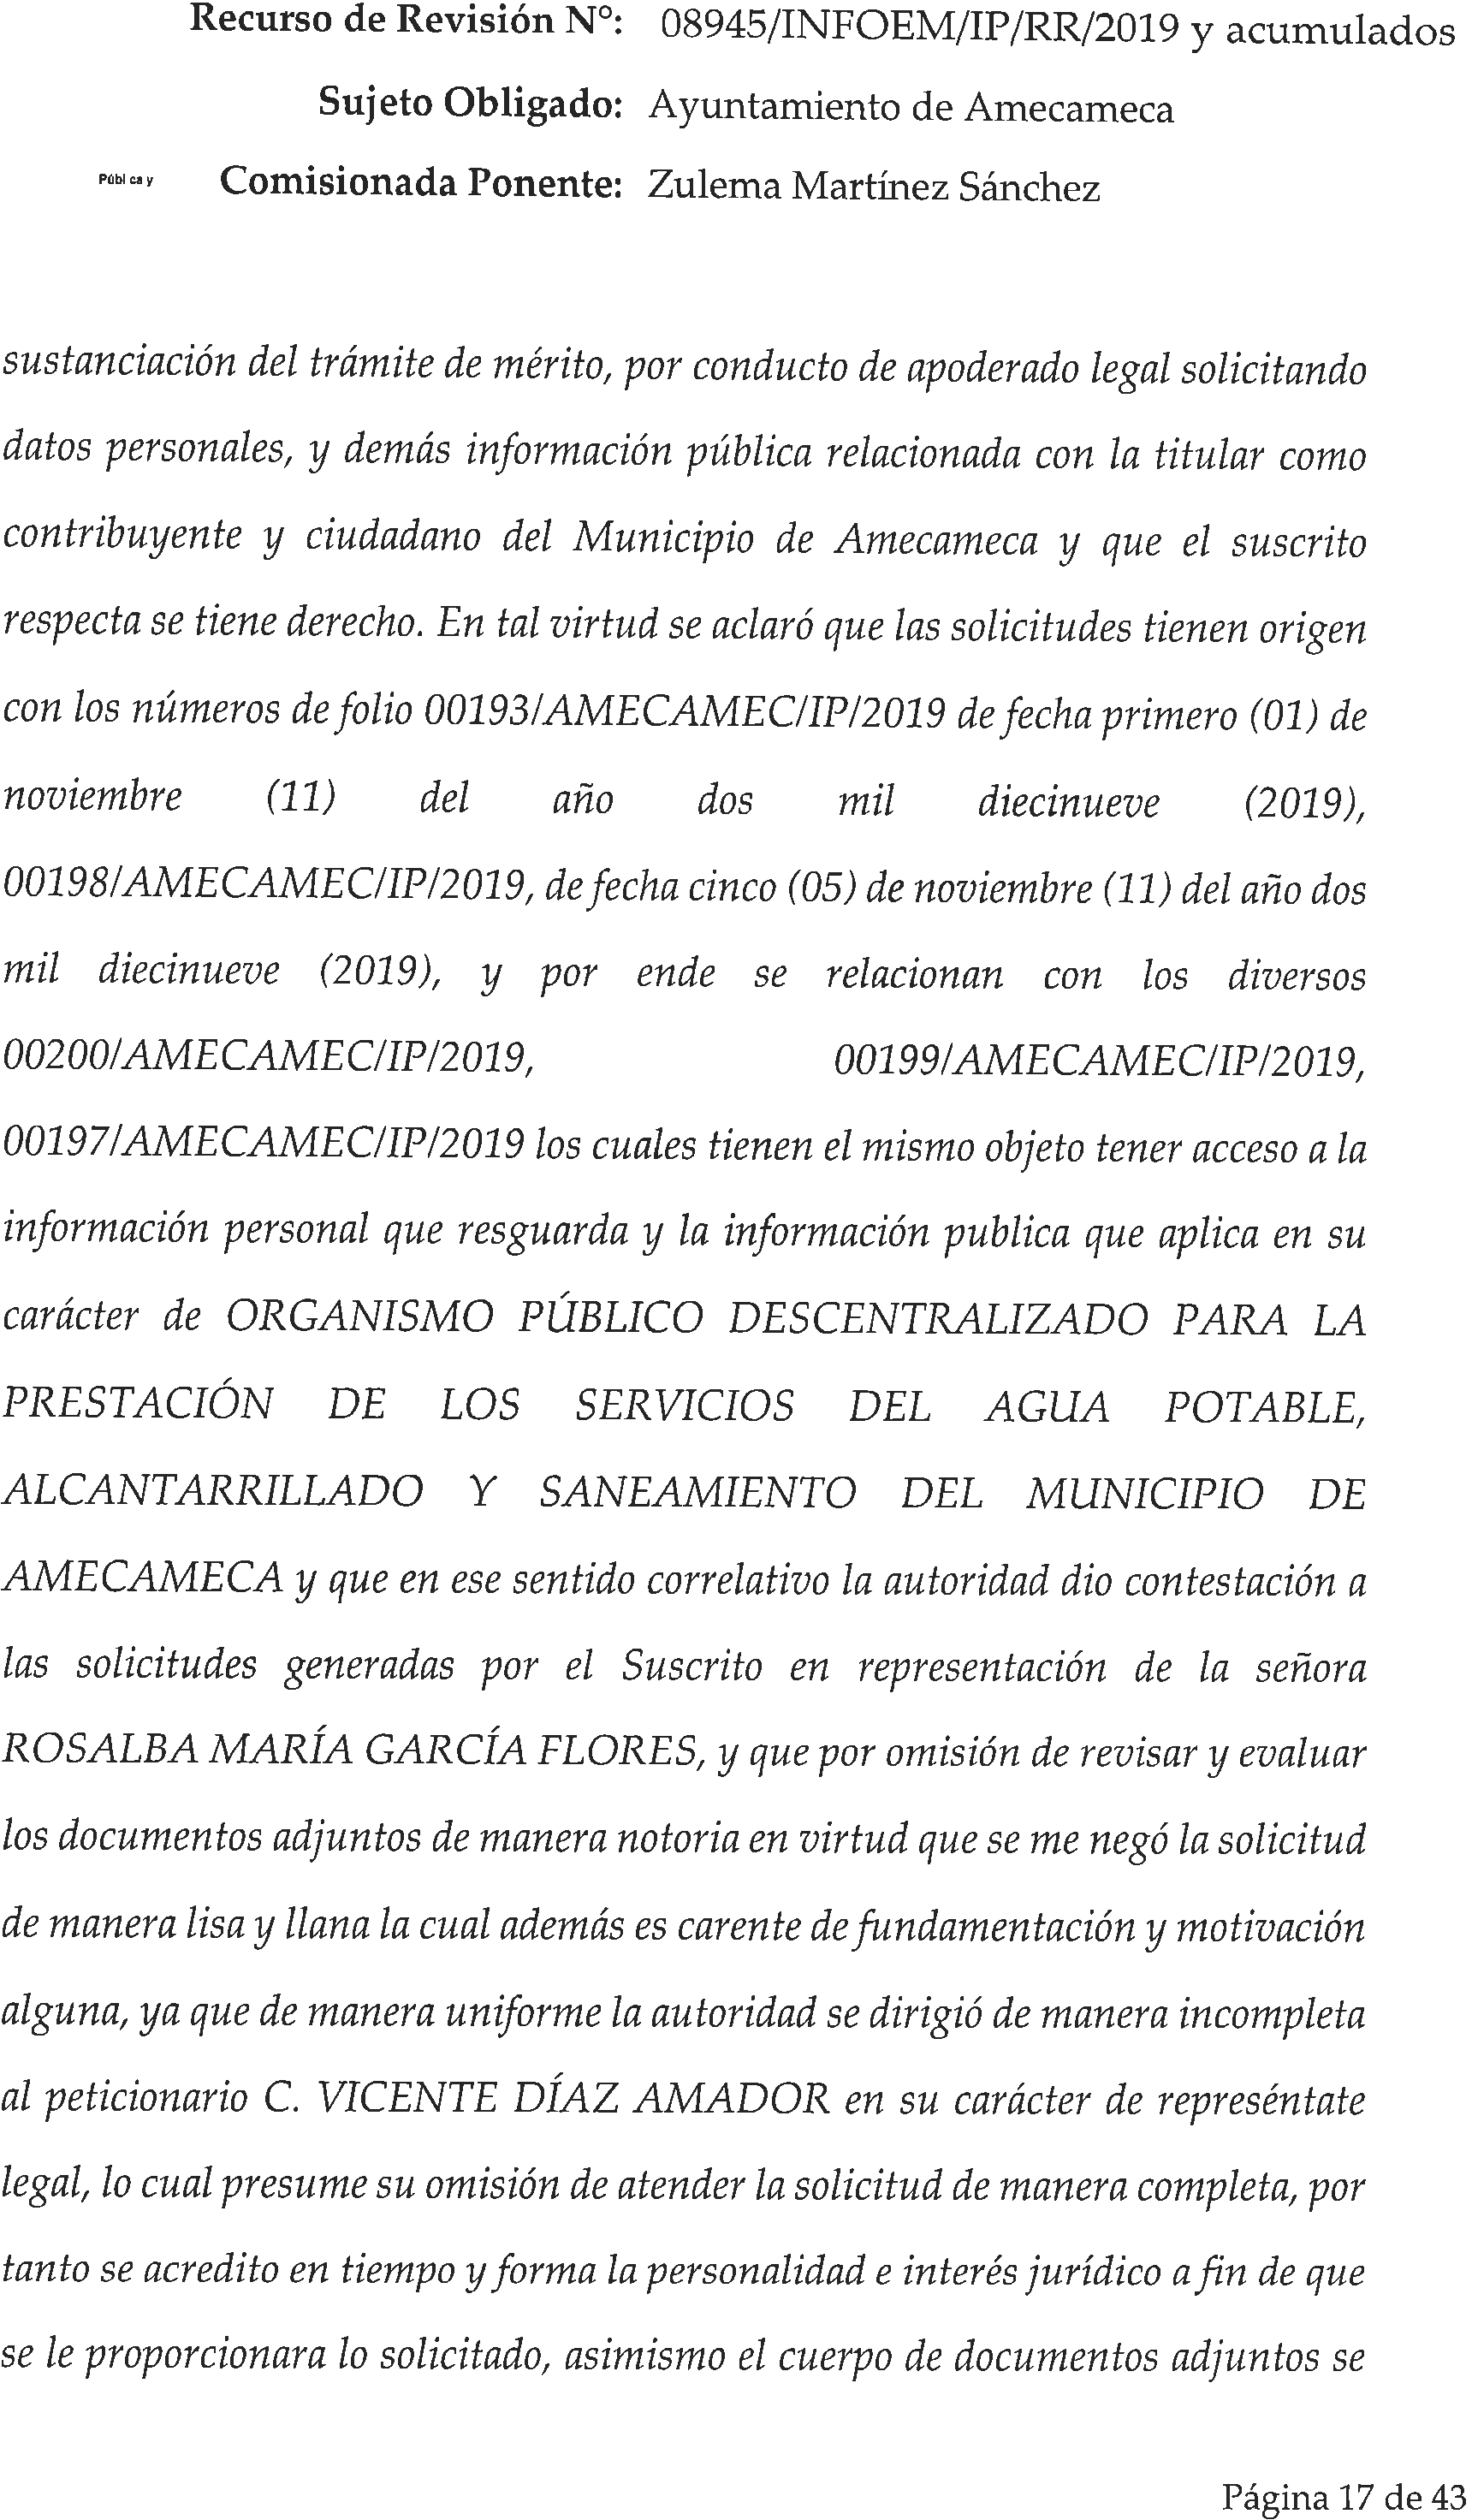 Recurso de Revisión N°: 08945/INFOEM/IP/RR/2019 y acumulados
Sujeto Obligado: Ayuntamiento de Amecameca
Públ ca y Comisionada Ponente: Zulema Martínez Sánchez
sustanciación del trámite de mérito, por conducto de apoderado legal solicitando
datos personales, y demás información pública relacionada con la titular como
contribuyente y ciudadano del Municipio de Amecameca y que el suscrito
respecta se tiene derecho. En tal virtud se aclaró que las solicitudes tienen origen
con los números de folio 00193/AMECAMEC/IP/2019 de fecha primero (01) de
noviembre (11) del año dos mil diecinueve (2019),
00198/AMECAMEC/IP/2019, de fecha cinco (05) de noviembre (11) del año dos
mil diecinueve (2019), y por ende se relacionan con los diversos
00200/AMECAMEC/IP/2019, 00199/AMECAMEC/IP/2019,
00197/AMECAMEC/IP/2019 los cuales tienen el mismo objeto tener acceso a la
información personal que resguarda y la información publica que aplica en su
carácter de ORGANISMO PÚBLICO DESCENTRALIZADO PARA LA
PRESTACIÓN DE LOS SERVICIOS DEL AGUA POTABLE,
ALCANTARRILLADO Y SANEAMIENTO DEL MUNICIPIO DE
AMECAMECA y que en ese sentido correlativo la autoridad dio contestación a
las solicitudes generadas por el Suscrito en representación de la señora
ROSALBA MARÍA GARCÍA FLORES, y que por omisión de revisar y evaluar
los documentos adjuntos de manera notoria en virtud que se me negó la solicitud
de manera lisa y llana la cual además es carente de fundamentación y motivación
alguna, ya que de manera uniforme la autoridad se dirigió de manera incompleta
al peticionario C. VICENTE DÍAZ AMADOR en su carácter de represéntate
legal, lo cual presume su omisión de atender la solicitud de manera completa, por
tanto se acredito en tiempo y forma la personalidad e interés jurídico a fin de que
se le proporcionara lo solicitado, asimismo el cuerpo de documentos adjuntos se
Página 17 de 43